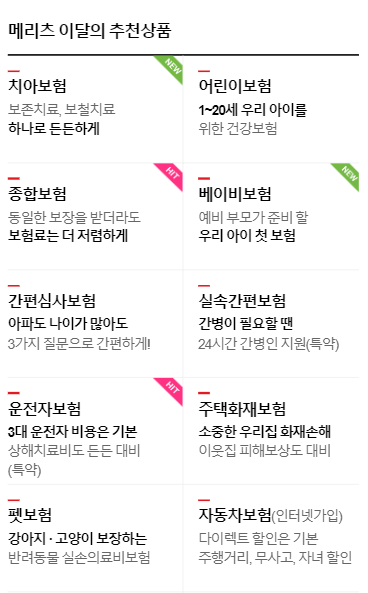 메리츠 이달의 추천상품
NEW
치아보험
보존치료, 보철치료
하나로 든든하게
어린이보험
1~20세 우리 아이를
위한 건강보험
HIT
종합보험
동일한 보장을 받더라도
보험료는 더 저렴하게
NEW
베이비보험
예비 부모가 준비 할
우리 아이 첫 보험
간편심사보험
아파도 나이가 많아도
3가지 질문으로 간편하게!
실속간편보험
간병이 필요할 땐
24시간 간병인 지원(특약)
HIT
운전자보험
3대 운전자 비용은 기본
상해치료비도 든든 대비
(특약)
주택화재보험
소중한 우리집 화재손해
이웃집 피해보상도 대비
펫보험
강아지 · 고양이 보장하는
반려동물 실손의료비보험
자동차보험(인터넷가입)
다이렉트 할인은 기본
주행거리, 무사고, 자녀 할인